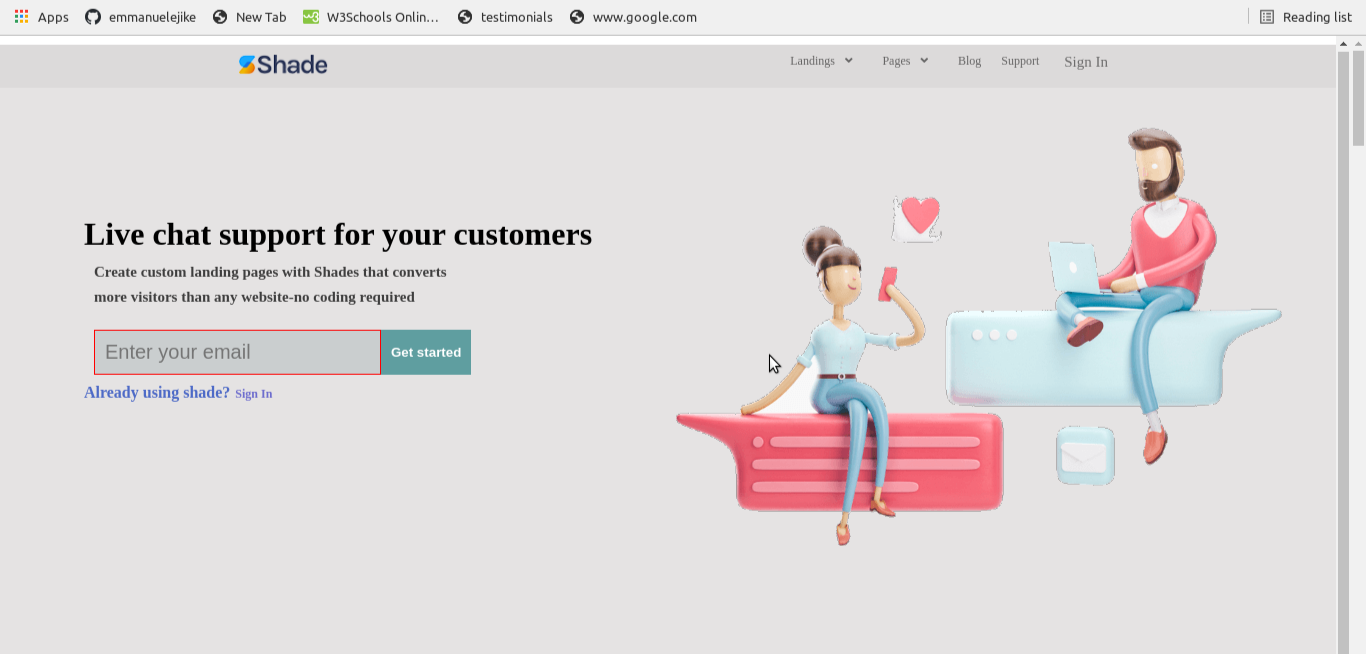 Apps emmanuelejike New Tab W3Schools Onlin... testimonials www.google.com Reading list
Shade Landings Pages Blog Support Sign In
Live chat support for your customers
Create custom landing pages with Shades that converts
more visitors than any website-no coding required
Enter your email Get started
Already using shade? Sign In